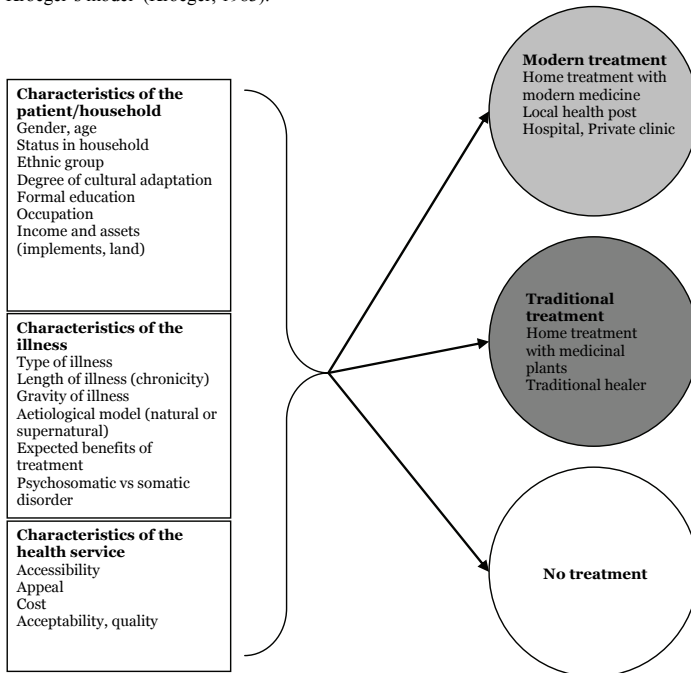 Kroeger's model (Kroeger, 1983).
Characteristics of the
patient/household
Gender, age
Status in household
Ethnic group
Degree of cultural adaptation
Formal education
Occupation
Income and assets
(implements, land)
Characteristics of the
illness
Type of illness
Length of illness (chronicity)
Gravity of illness
Aetiological model (natural or
supernatural)
Expected benefits of
treatment
Psychosomatic vs somatic
disorder
Characteristics of the
health service
Accessibility
Appeal
Cost
Acceptability, quality
Modern treatment
Home treatment with
modern medicine
Local health post
Hospital, Private clinic
Traditional
treatment
Home treatment
with medicinal
plants
Traditional healer
No treatment